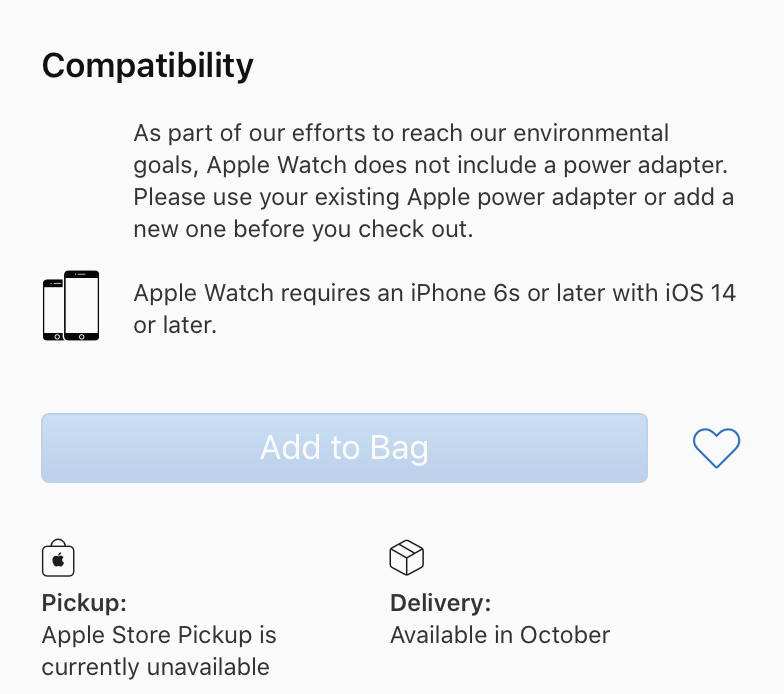 Compatibility
As part of our efforts to reach our environmental
goals, Apple Watch does not include a power adapter.
Please use your existing Apple power adapter or add a
new one before you check out.
Apple Watch requires an iPhone 6s or later with iOS 14
or later.
Add to Bag
Pickup:
Apple Store Pickup is
currently unavailable
Delivery:
Available in October